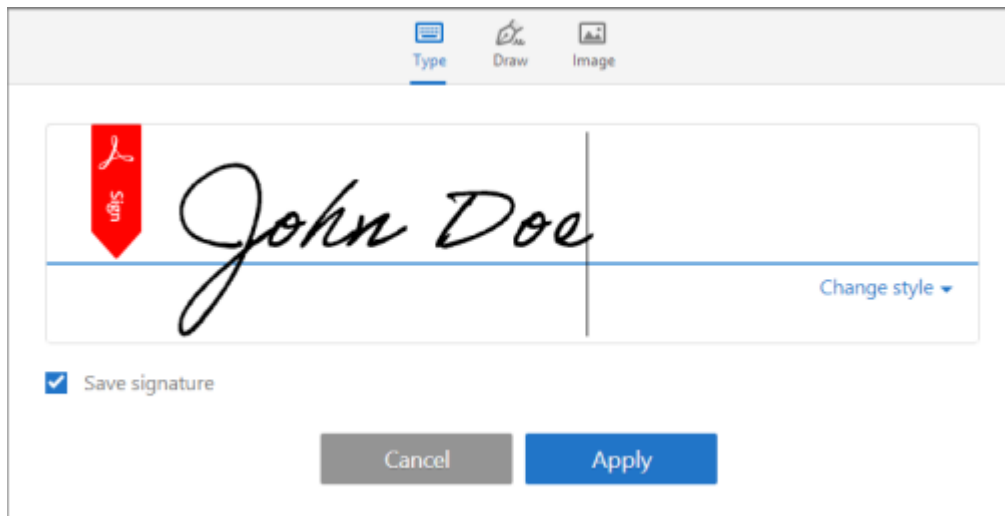 Type Draw Image
Sign
John Doe
Change style
Save signature
Cancel Apply